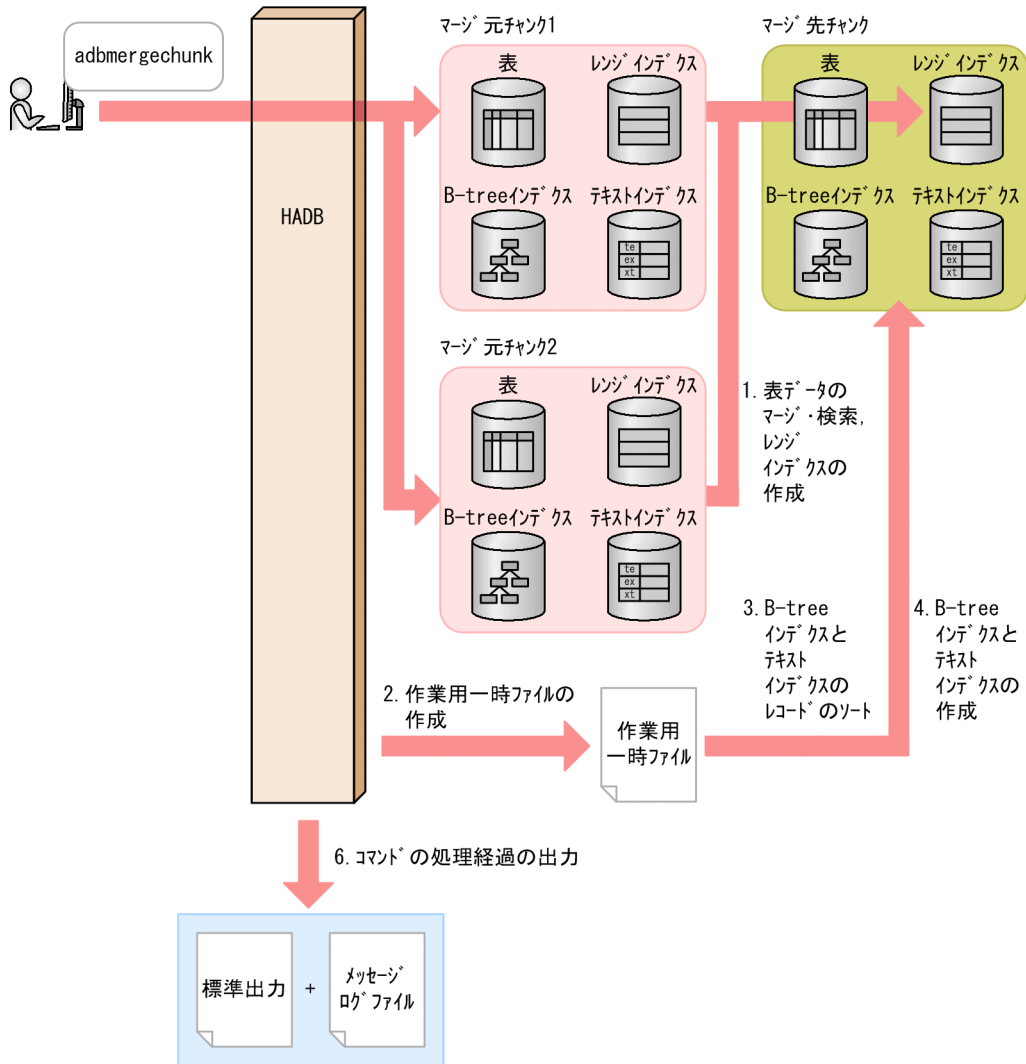 adbmergechunk
HADB
ﾏｰｼﾞ元ﾁｬﾝｸ1
表
ﾚﾝｼﾞｲﾝﾃﾞｸｽ
B-treeｲﾝﾃﾞｸｽ
ﾃｷｽﾄｲﾝﾃﾞｸｽ
te
ex
xt
ﾏｰｼﾞ先ﾁｬﾝｸ
表
ﾚﾝｼﾞｲﾝﾃﾞｸｽ
B-treeｲﾝﾃﾞｸｽ
ﾃｷｽﾄｲﾝﾃﾞｸｽ
te
ex
xt
ﾏｰｼﾞ元ﾁｬﾝｸ2
表
ﾚﾝｼﾞｲﾝﾃﾞｸｽ
B-treeｲﾝﾃﾞｸｽ
ﾃｷｽﾄｲﾝﾃﾞｸｽ
te
ex
xt
1. 表ﾃﾞｰﾀの
ﾏｰｼﾞ・検索,
ﾚﾝｼﾞ
ｲﾝﾃﾞｸｽの
作成
2. 作業用一時ﾌｧｲﾙの
作成
作業用
一時ﾌｧｲﾙ
3. B-tree
ｲﾝﾃﾞｸｽと
ﾃｷｽﾄ
ｲﾝﾃﾞｸｽの
ﾚｺｰﾄﾞのｿｰﾄ
4. B-tree
ｲﾝﾃﾞｸｽと
ﾃｷｽﾄ
ｲﾝﾃﾞｸｽの
作成
6. ｺﾏﾝﾄﾞの処理経過の出力
標準出力
+
ﾒｯｾｰｼﾞ
ﾛｸﾞﾌｧｲﾙ